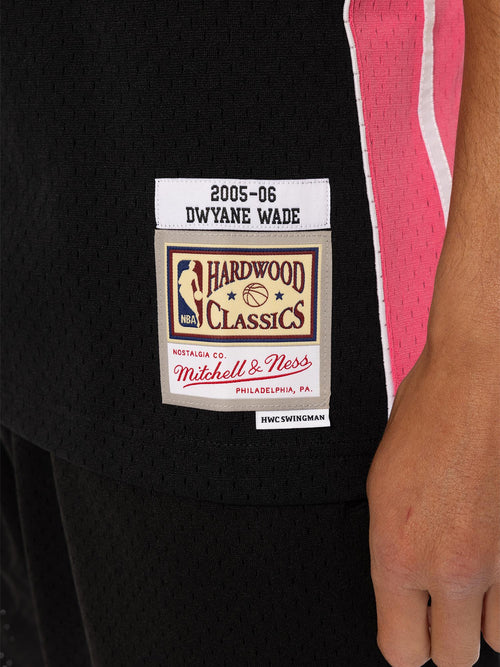 2005-06
DWYANE WADE
HARDWOOD
NBA
CLASSICS
NOSTALGIA CO.
Mitchell & Ness
PHILADELPHIA, PA.
HWC SWINGMAN